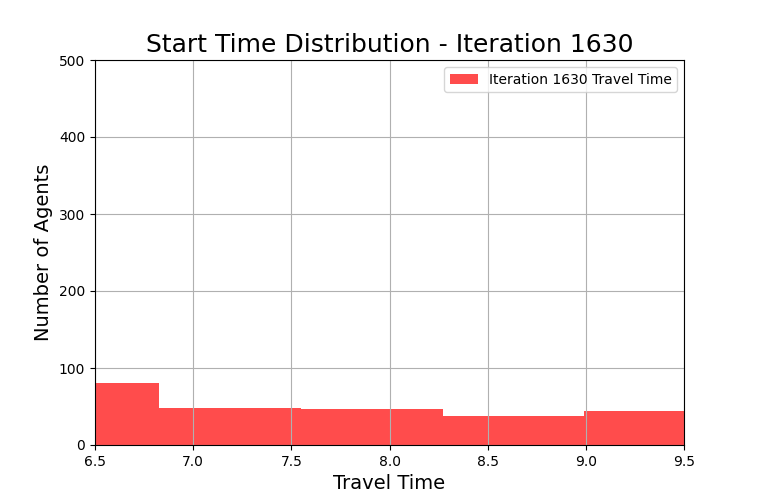 Start Time Distribution - Iteration 1630
500
Iteration 1630 Travel Time
400
300
200
100
0
Number of Agents
6.5 7.0 7.5 8.0 8.5 9.0 9.5
Travel Time